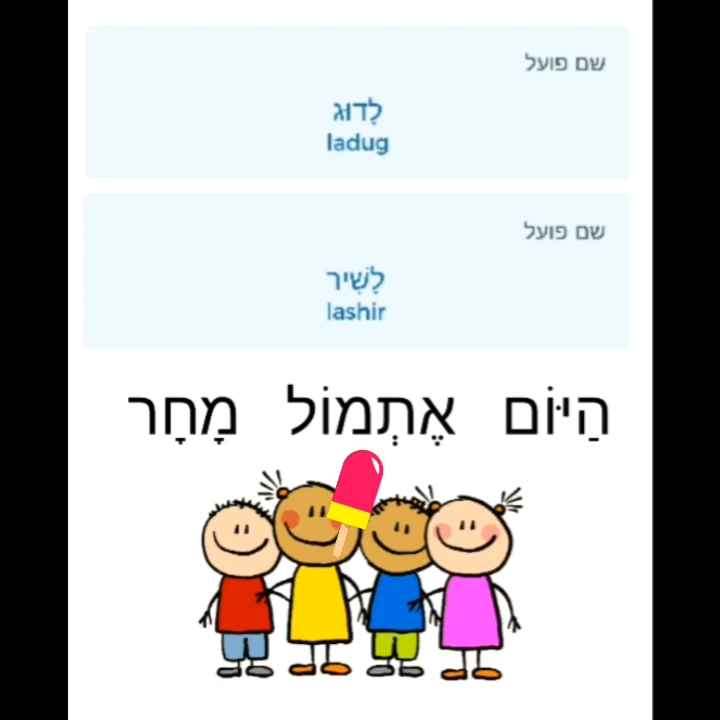 שם פועל
לָדוּג
ladug
שם פועל
לָשִׁיר
lashir
הַיּוֹם אֶתְמוֹל מָחָר